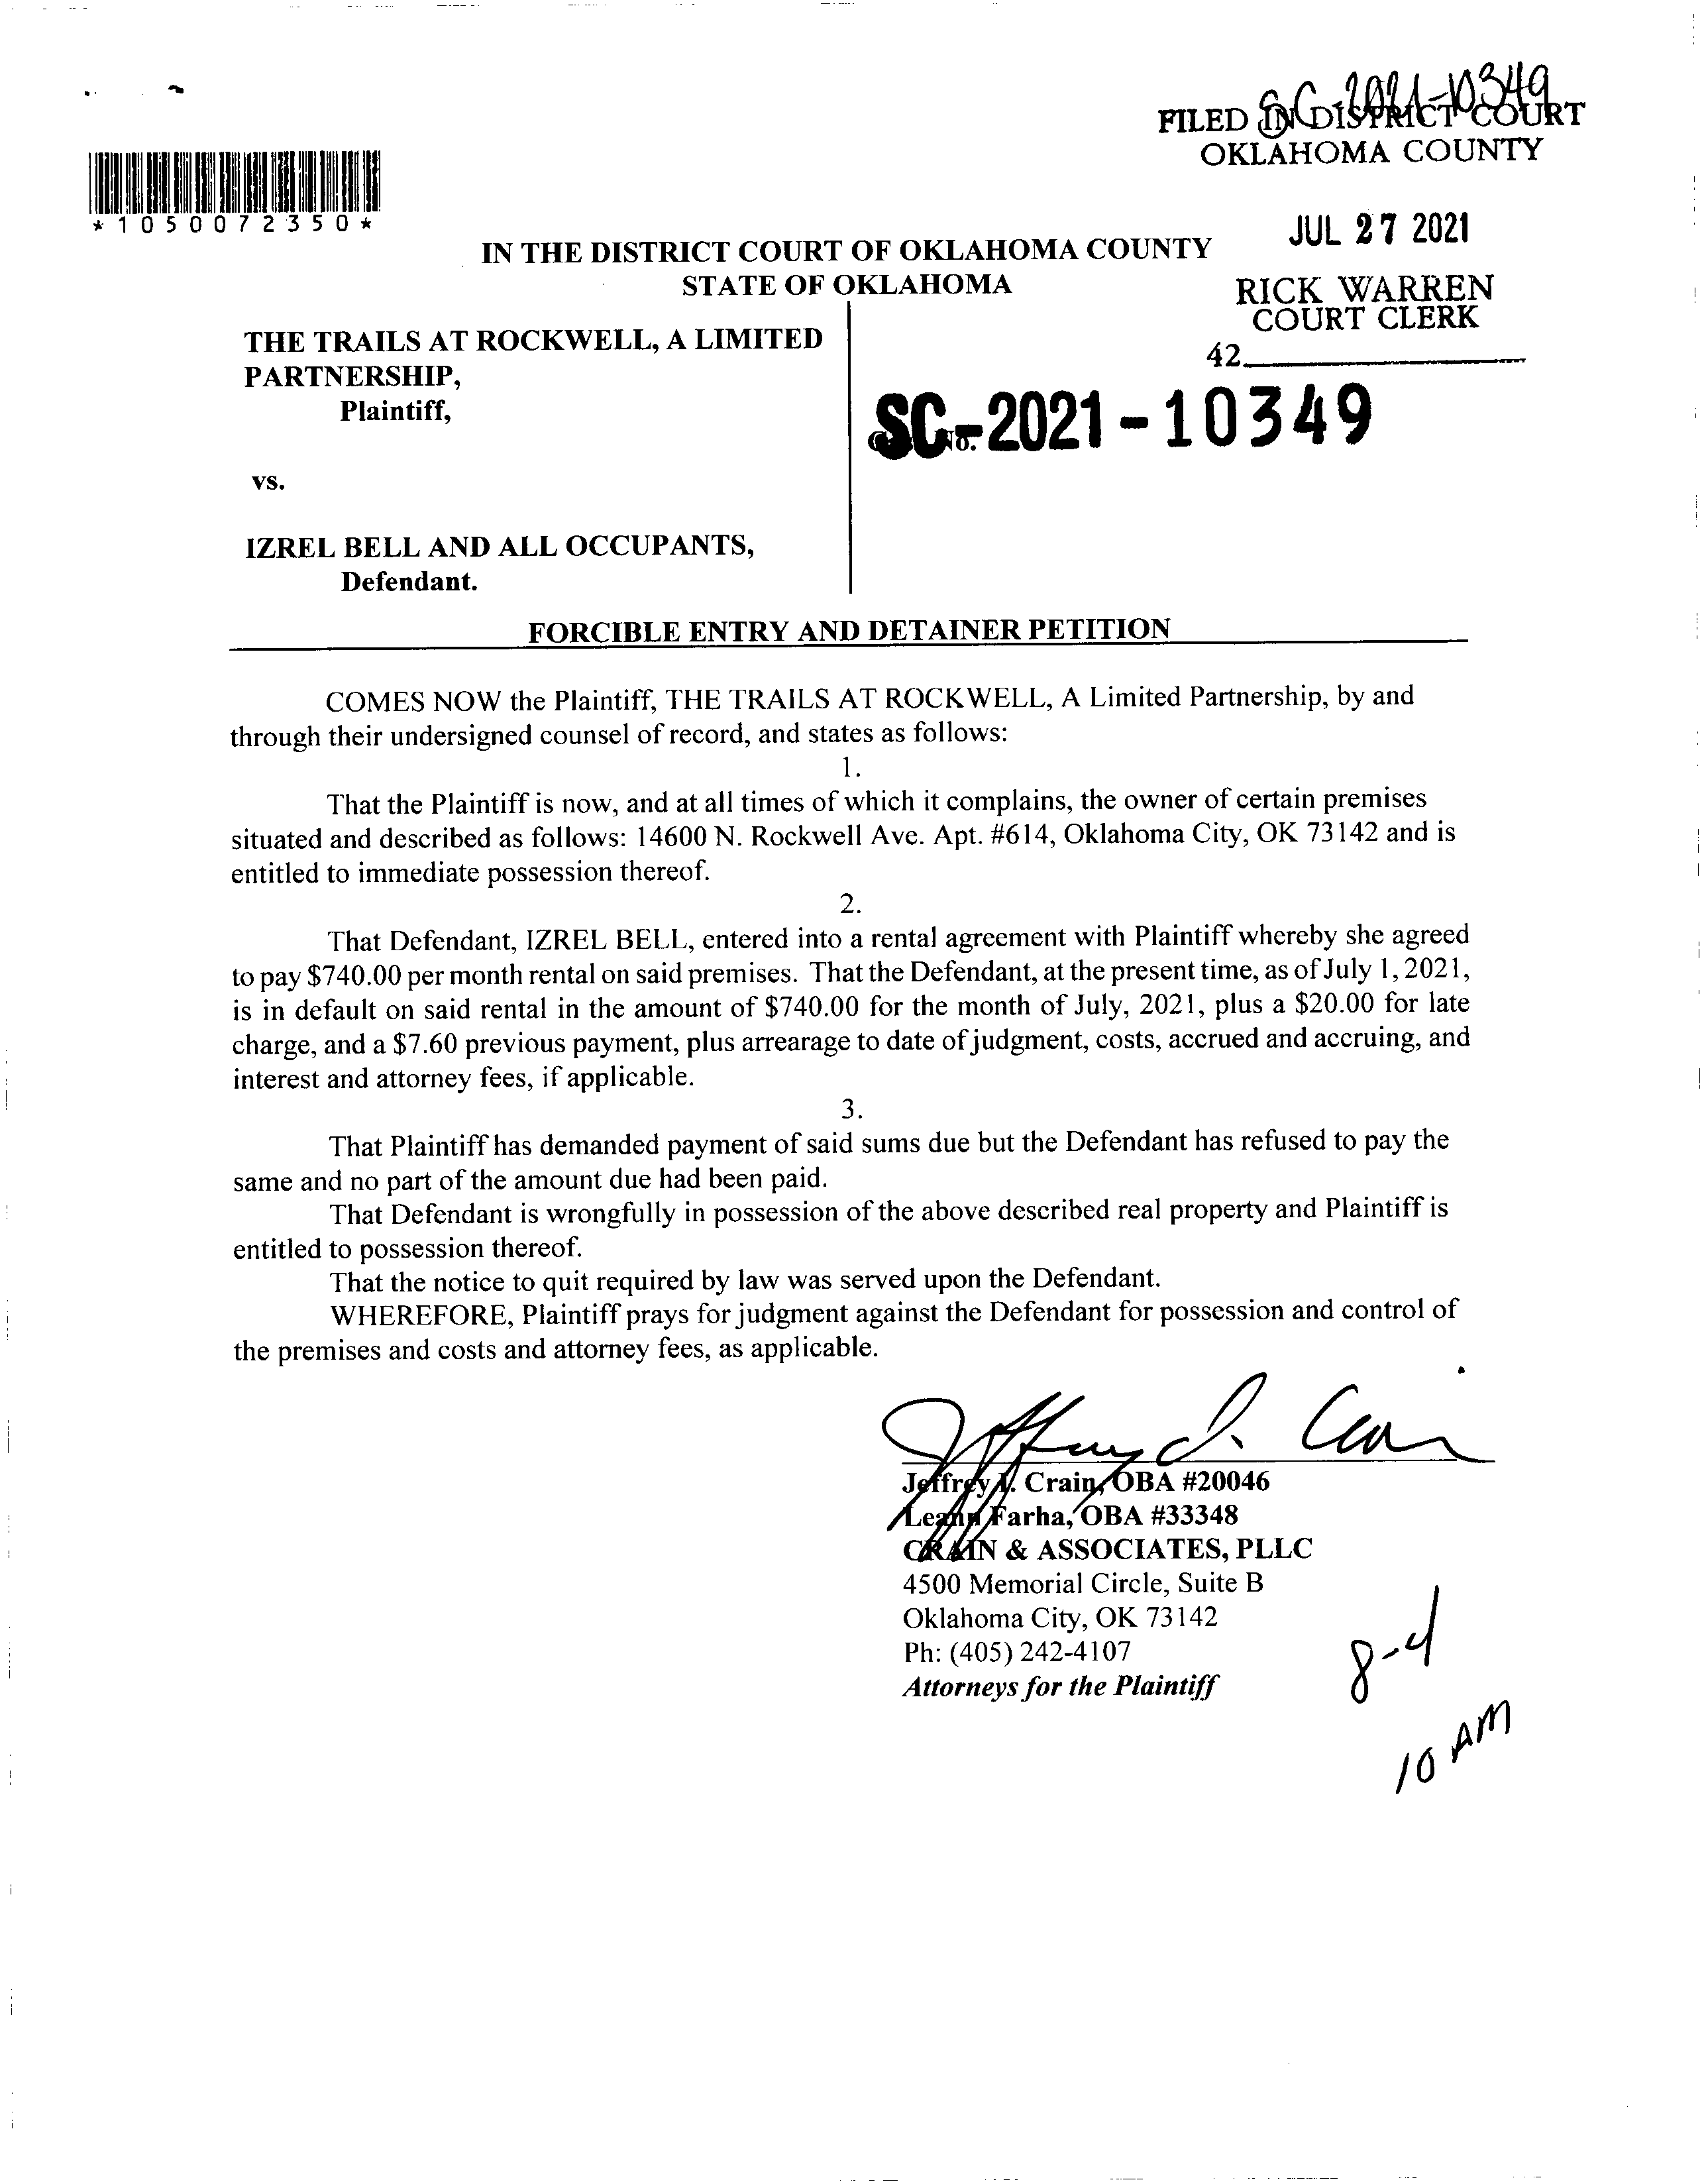 SC-2021-10349
FILED IN DISTRICT COURT
OKLAHOMA COUNTY
*1050072350*
JUL 27 2021
IN THE DISTRICT COURT OF OKLAHOMA COUNTY
STATE OF OKLAHOMA
RICK WARREN
COURT CLERK
42
THE TRAILS AT ROCKWELL, A LIMITED
PARTNERSHIP,
Plaintiff,
SC-2021-10349
No.
vs.
IZREL BELL AND ALL OCCUPANTS,
Defendant.
FORCIBLE ENTRY AND DETAINER PETITION
COMES NOW the Plaintiff, THE TRAILS AT ROCKWELL, A Limited Partnership, by and
through their undersigned counsel of record, and states as follows:
1.
That the Plaintiff is now, and at all times of which it complains, the owner of certain premises
situated and described as follows: 14600 N. Rockwell Ave. Apt. #614, Oklahoma City, OK 73142 and is
entitled to immediate possession thereof.
2.
That Defendant, IZREL BELL, entered into a rental agreement with Plaintiff whereby she agreed
to pay $740.00 per month rental on said premises. That the Defendant, at the present time, as of July 1, 2021,
is in default on said rental in the amount of $740.00 for the month of July, 2021, plus a $20.00 for late
charge, and a $7.60 previous payment, plus arrearage to date of judgment, costs, accrued and accruing, and
interest and attorney fees, if applicable.
3.
That Plaintiff has demanded payment of said sums due but the Defendant has refused to pay the
same and no part of the amount due had been paid.
That Defendant is wrongfully in possession of the above described real property and Plaintiff is
entitled to possession thereof.
That the notice to quit required by law was served upon the Defendant.
WHEREFORE, Plaintiff prays for judgment against the Defendant for possession and control of
the premises and costs and attorney fees, as applicable.
Jeffrey Crain, OBA #20046
Leann Farha, OBA #33348
CRAIN & ASSOCIATES, PLLC
4500 Memorial Circle, Suite B
Oklahoma City, OK 73142
Ph: (405) 242-4107
Attorneys for the Plaintiff
8-4
10 AM